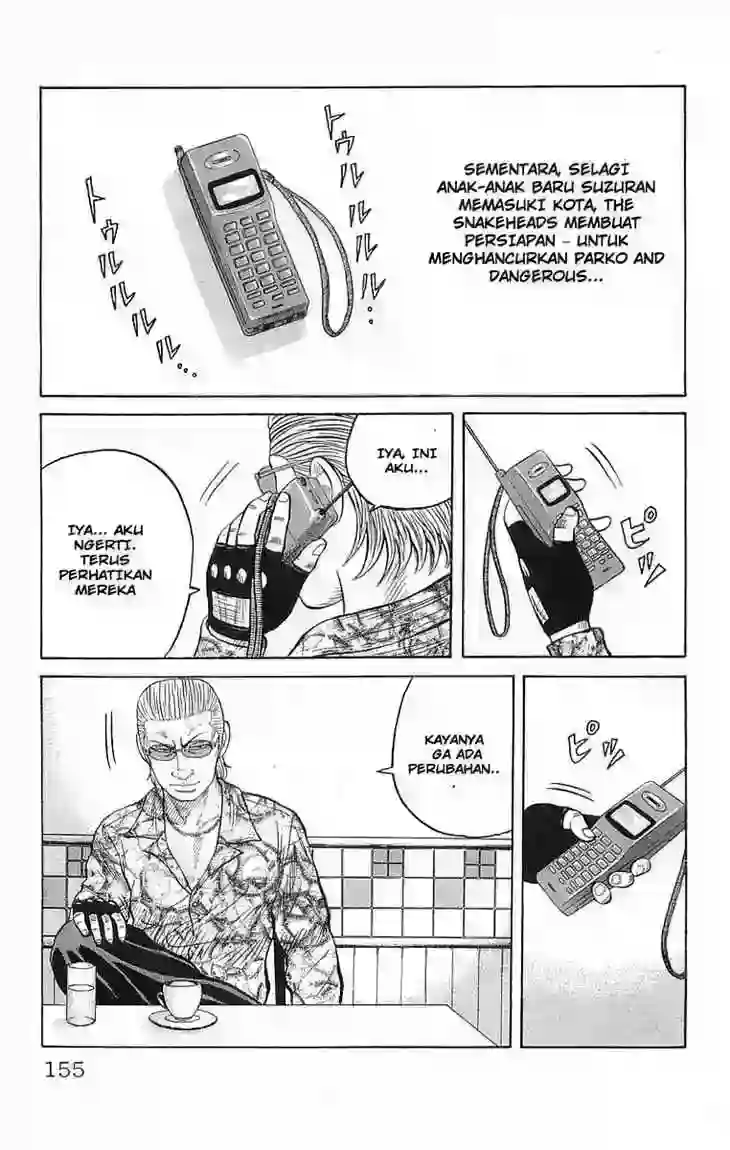 SEMENTARA, SELAGI
ANAK-ANAK BARU SUZURAN
MEMASUKI KOTA, THE
SNAKEHEADS MEMBUAT
PERSIAPAN – UNTUK
MENGHANCURKAN PARKO AND
DANGEROUS...
トゥルルルルル...
トゥルルルルル...
ピッ
IYA, INI
AKU...
IYA... AKU
NGERTI.
TERUS
PERHATIKAN
MEREKA
ピッ
KAYANYA
GA ADA
PERUBAHAN..
155